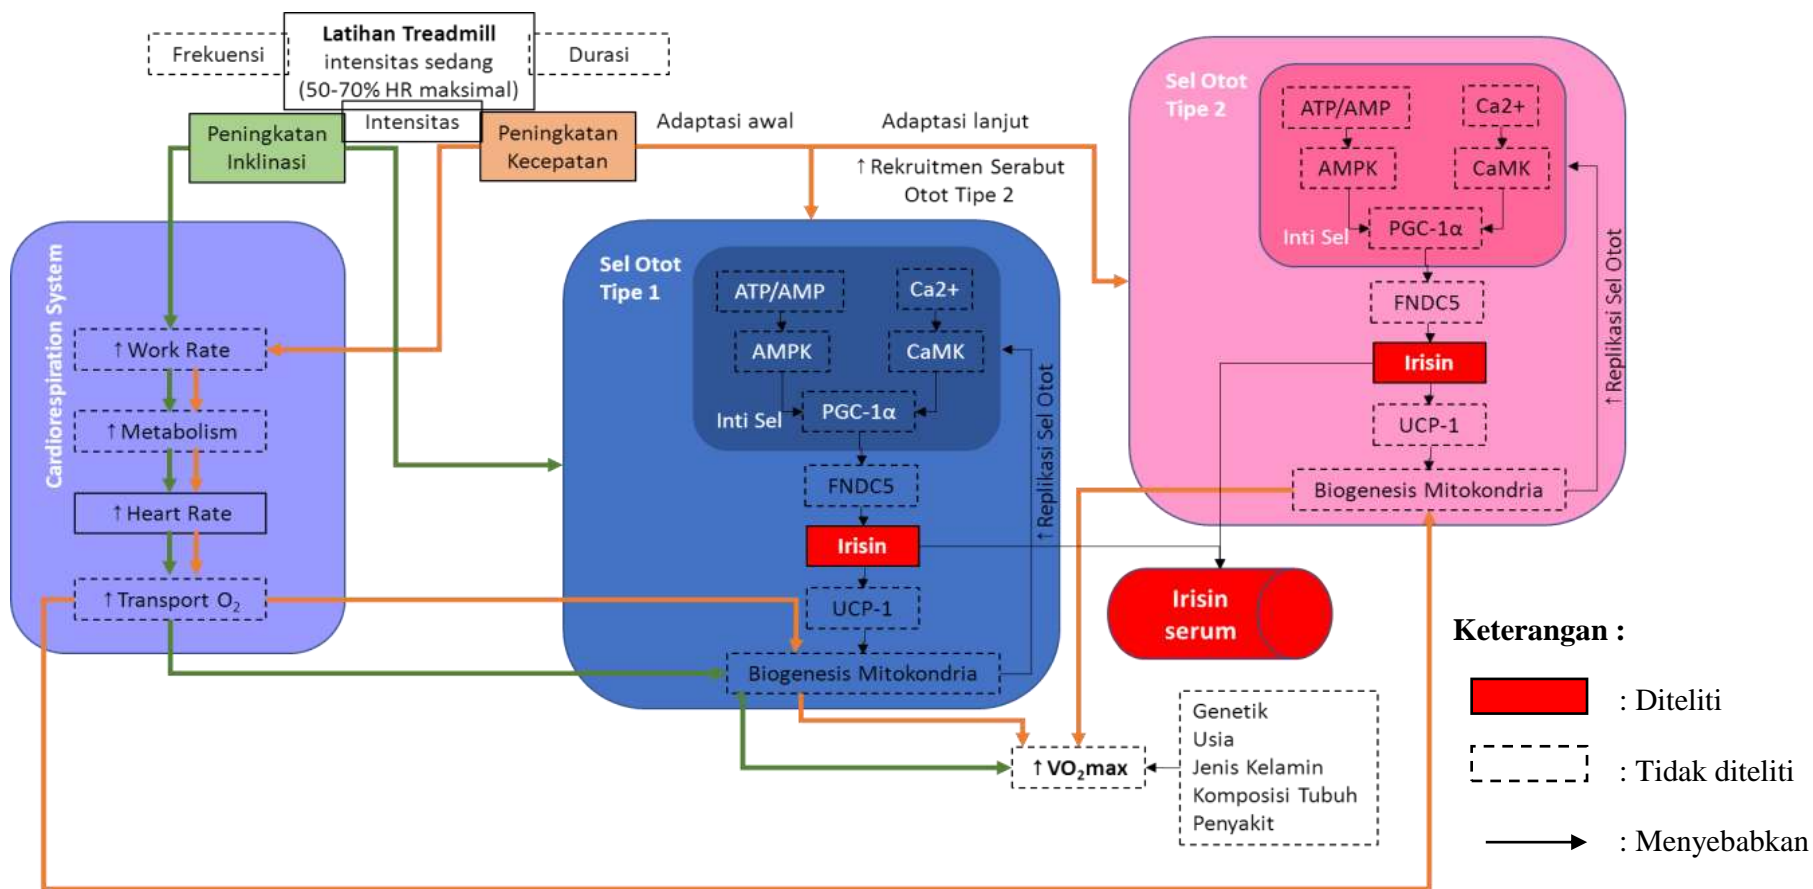 Frekuensi
Latihan Treadmill
intensitas sedang
(50-70% HR maksimal)
Durasi
Intensitas
Peningkatan
Inklinasi
Peningkatan
Kecepatan
Adaptasi awal
Adaptasi lanjut
↑Rekruitmen Serabut
Otot Tipe 2
Cardiorespiration System
↑Work Rate
↑Metabolism
↑Heart Rate
↑Transport O₂
Sel Otot
Tipe 1
ATP/AMP
Ca2+
AMPK
CaMK
PGC-1α
Inti Sel
FNDC5
Irisin
UCP-1
Biogenesis Mitokondria
↑Replikasi Sel Otot
Sel Otot
Tipe 2
ATP/AMP
Ca2+
AMPK
CaMK
PGC-1α
Inti Sel
FNDC5
Irisin
UCP-1
Biogenesis Mitokondria
↑Replikasi Sel Otot
Irisin
serum
↑VO₂max
Genetik
Usia
Jenis Kelamin
Komposisi Tubuh
Penyakit
Keterangan :
: Diteliti
: Tidak diteliti
: Menyebabkan